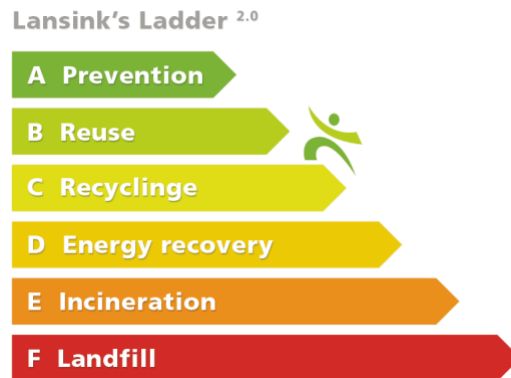 Lansink's Ladder 2.0
A Prevention
B Reuse
C Recyclinge
D Energy recovery
E Incineration
F Landfill